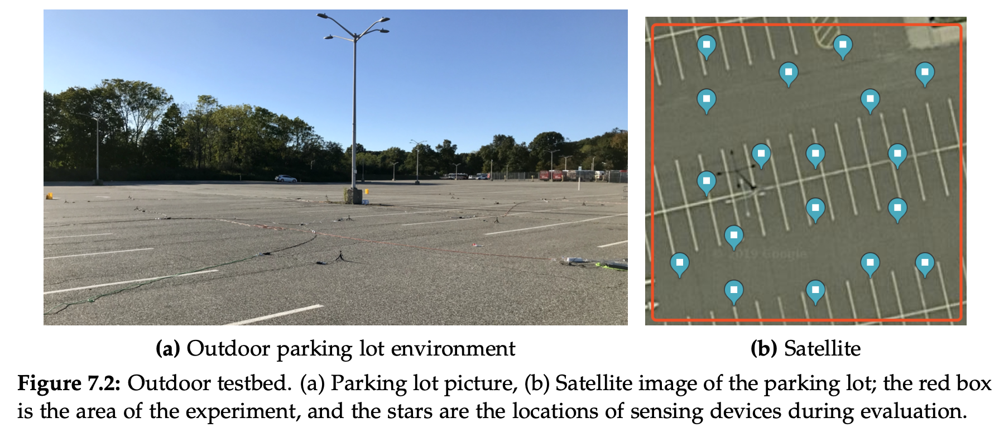 © 2019 Google
(a) Outdoor parking lot environment
(b) Satellite
Figure 7.2: Outdoor testbed. (a) Parking lot picture, (b) Satellite image of the parking lot; the red box
is the area of the experiment, and the stars are the locations of sensing devices during evaluation.